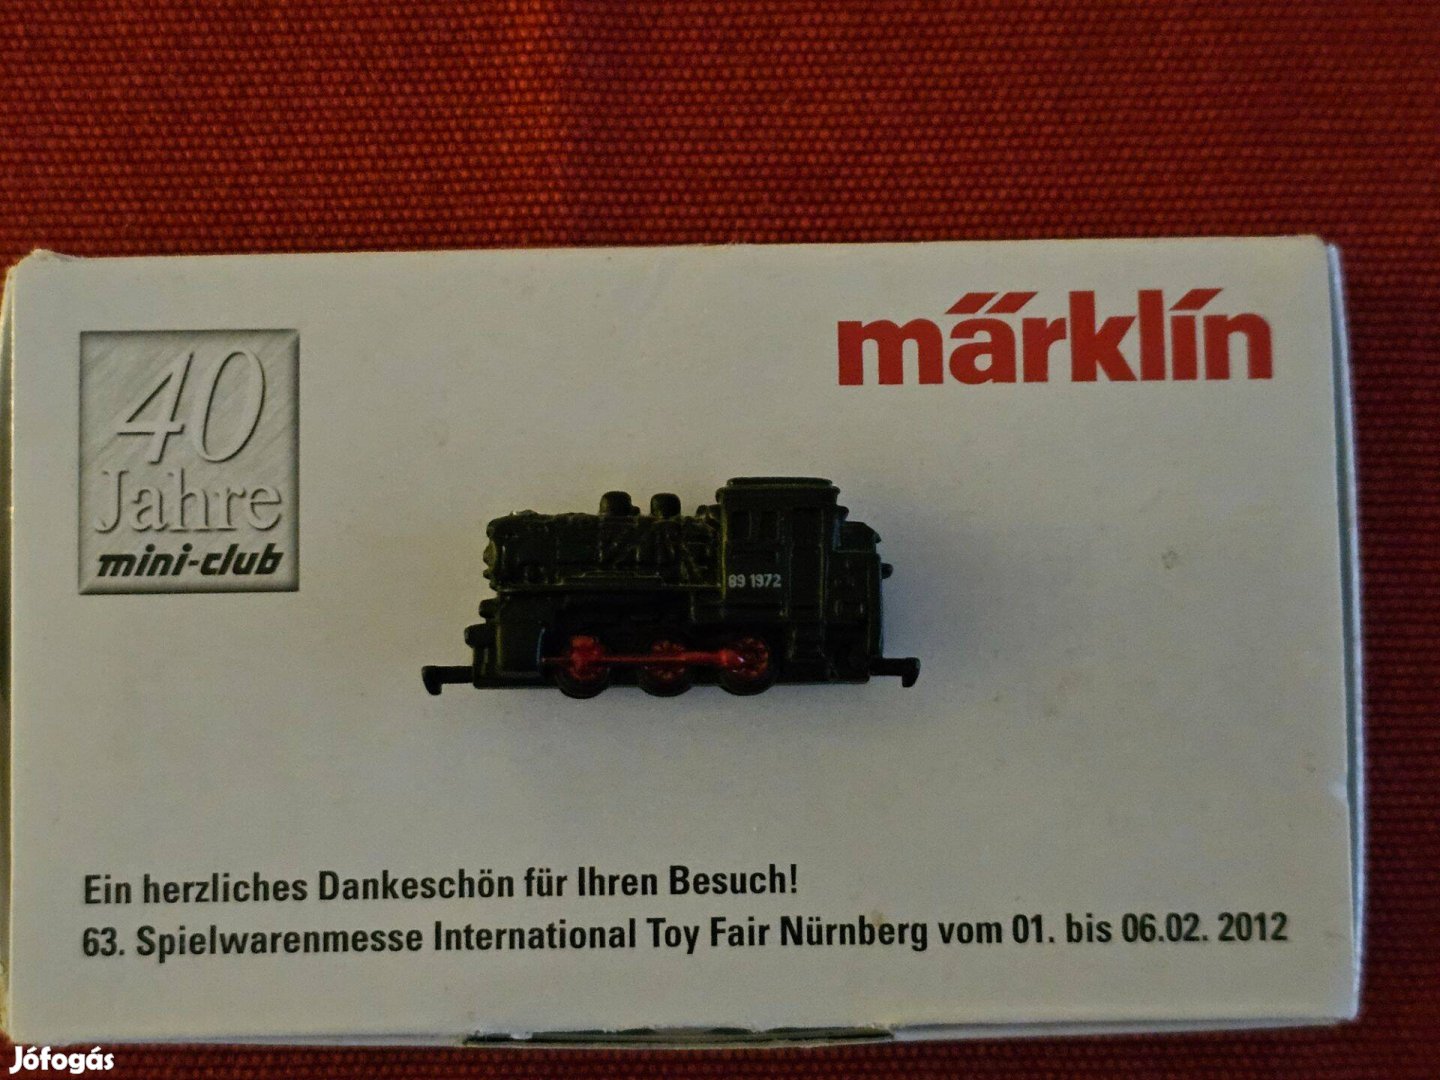 märklín
40
Jahre
mini-club
89 1972
Ein herzliches Dankeschön für Ihren Besuch!
63. Spielwarenmesse International Toy Fair Nürnberg vom 01. bis 06.02. 2012
Jófogás